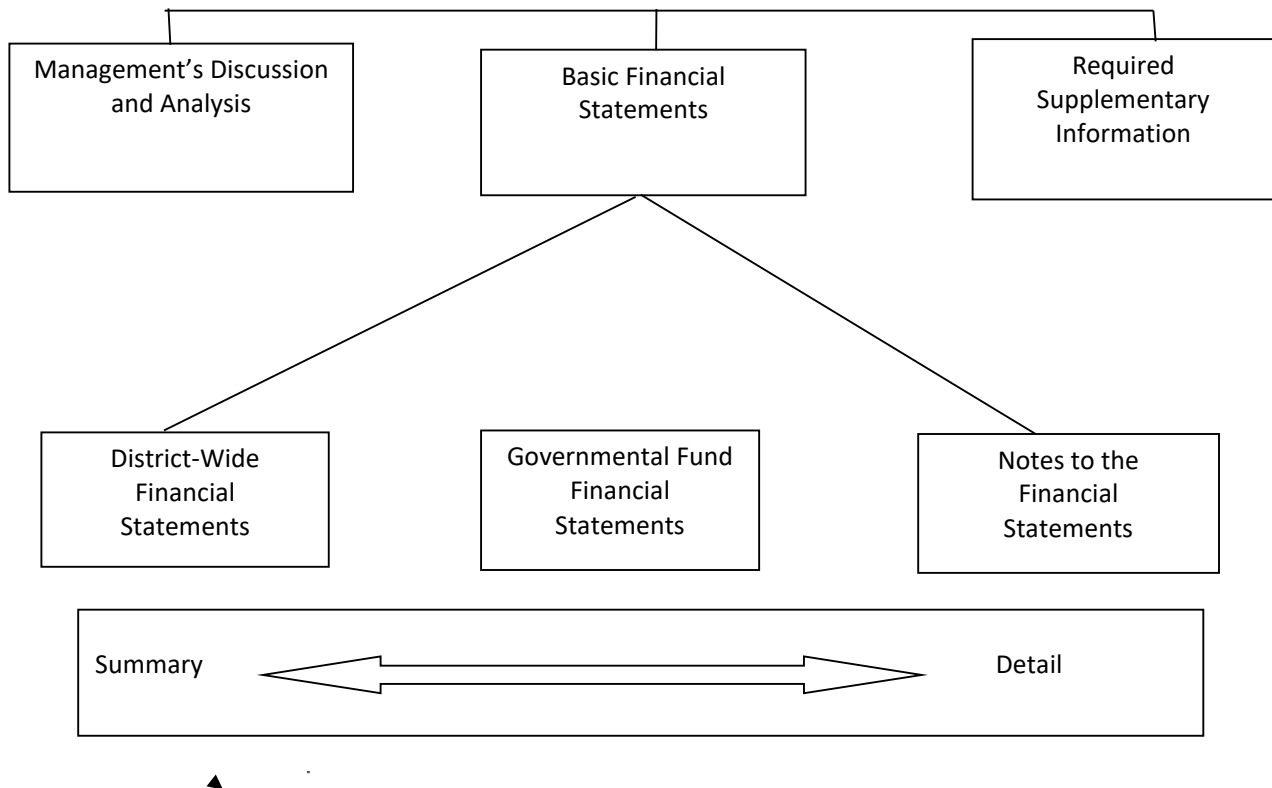 Management’s Discussion
and Analysis
Basic Financial
Statements
Required
Supplementary
Information
District-Wide
Financial
Statements
Governmental Fund
Financial
Statements
Notes to the
Financial
Statements
Summary
Detail